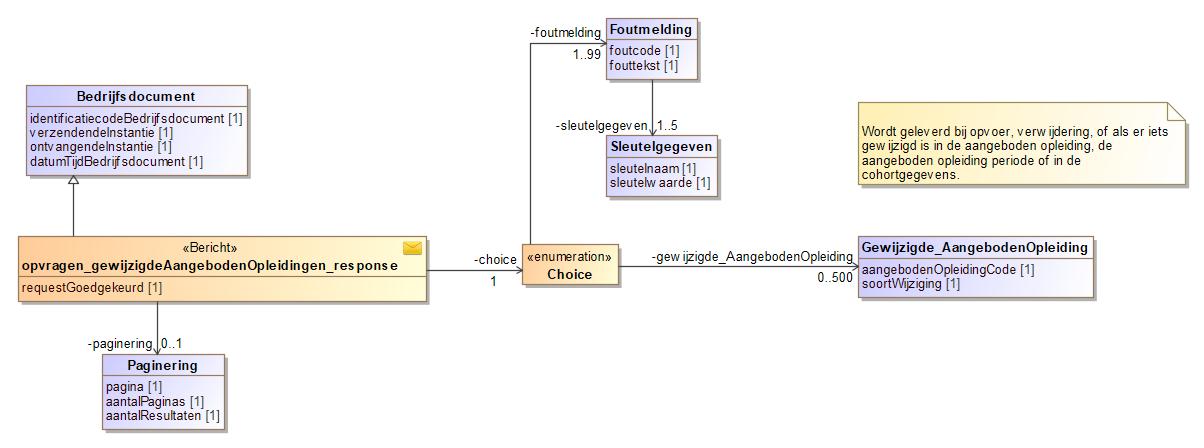 Foutmelding
foutcode [1]
fouttekst [1]
-foutmelding
1..99
Bedrijfsdocument
identificatiecodeBedrijfsdocument [1]
verzendendeInstantie [1]
ontvangendeInstantie [1]
datumTijdBedrijfsdocument [1]
Wordt geleverd bij opvoer, verwijdering, of als er iets
gewijzigd is in de aangeboden opleiding, de
aangeboden opleiding periode of in de
cohortgegevens.
-sleutelgegeven 1..5
Sleutelgegeven
sleutelnaam [1]
sleutelwaarde [1]
«Bericht»
opvragen_gewijzigdeAangebodenOpleidingen_response
requestGoedgekeurd [1]
-choice
1
«enumeration»
Choice
-gewijzigde_AangebodenOpleiding
0..500
Gewijzigde_AangebodenOpleiding
aangebodenOpleidingCode [1]
soortWijziging [1]
-paginering 0..1
Paginering
pagina [1]
aantalPaginas [1]
aantalResultaten [1]